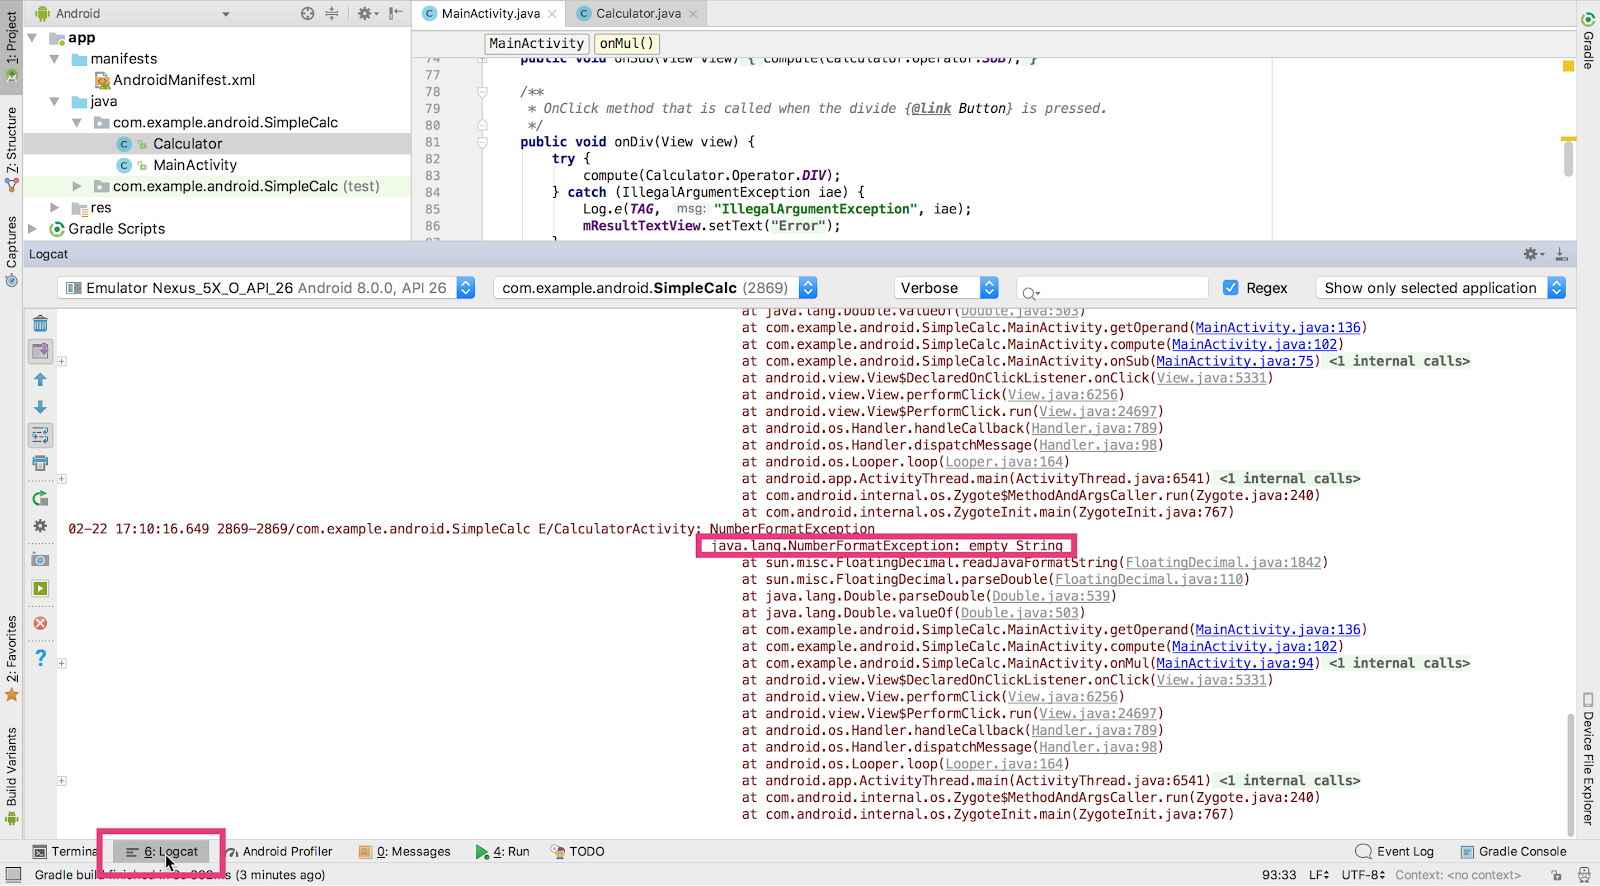 Android
MainActivity.java
Calculator.java
1: Project
Z: Structure
Captures
2: Favorites
Build Variants
app
manifests
AndroidManifest.xml
java
com.example.android.SimpleCalc
Calculator
MainActivity
com.example.android.SimpleCalc (test)
res
Gradle Scripts
MainActivity
onMul()
74 public void onSub(View view) { compute(Calculator.Operator.SUB); }
77
78 /**
79 * OnClick method that is called when the divide {@link Button} is pressed.
80 */
81 public void onDiv(View view) {
82 try {
83 compute(Calculator.Operator.DIV);
84 } catch (IllegalArgumentException iae) {
85 Log.e(TAG, msg: "IllegalArgumentException", iae);
86 mResultTextView.setText("Error");
87 }
Gradle
Device File Explorer
Logcat
Emulator Nexus_5X_O_API_26 Android 8.0.0, API 26
com.example.android.SimpleCalc (2869)
Verbose
Regex
Show only selected application
at java.lang.Double.valueOf(Double.java:503)
at com.example.android.SimpleCalc.MainActivity.getOperand(MainActivity.java:136)
at com.example.android.SimpleCalc.MainActivity.compute(MainActivity.java:102)
at com.example.android.SimpleCalc.MainActivity.onSub(MainActivity.java:75) <1 internal calls>
at android.view.View$DeclaredOnClickListener.onClick(View.java:5331)
at android.view.View.performClick(View.java:6256)
at android.view.View$PerformClick.run(View.java:24697)
at android.os.Handler.handleCallback(Handler.java:789)
at android.os.Handler.dispatchMessage(Handler.java:98)
at android.os.Looper.loop(Looper.java:164)
at android.app.ActivityThread.main(ActivityThread.java:6541) <1 internal calls>
at com.android.internal.os.Zygote$MethodAndArgsCaller.run(Zygote.java:240)
at com.android.internal.os.ZygoteInit.main(ZygoteInit.java:767)
02-22 17:10:16.649 2869-2869/com.example.android.SimpleCalc E/CalculatorActivity: NumberFormatException
java.lang.NumberFormatException: empty String
at sun.misc.FloatingDecimal.readJavaFormatString(FloatingDecimal.java:1842)
at sun.misc.FloatingDecimal.parseDouble(FloatingDecimal.java:110)
at java.lang.Double.parseDouble(Double.java:539)
at java.lang.Double.valueOf(Double.java:503)
at com.example.android.SimpleCalc.MainActivity.getOperand(MainActivity.java:136)
at com.example.android.SimpleCalc.MainActivity.compute(MainActivity.java:102)
at com.example.android.SimpleCalc.MainActivity.onMul(MainActivity.java:94) <1 internal calls>
at android.view.View$DeclaredOnClickListener.onClick(View.java:5331)
at android.view.View.performClick(View.java:6256)
at android.view.View$PerformClick.run(View.java:24697)
at android.os.Handler.handleCallback(Handler.java:789)
at android.os.Handler.dispatchMessage(Handler.java:98)
at android.os.Looper.loop(Looper.java:164)
at android.app.ActivityThread.main(ActivityThread.java:6541) <1 internal calls>
at com.android.internal.os.Zygote$MethodAndArgsCaller.run(Zygote.java:240)
at com.android.internal.os.ZygoteInit.main(ZygoteInit.java:767)
Termina 6: Logcat Android Profiler 0: Messages 4: Run TODO Event Log Gradle Console
Gradle build finished in (3 minutes ago) 93:33 LF UTF-8 Context: <no context>